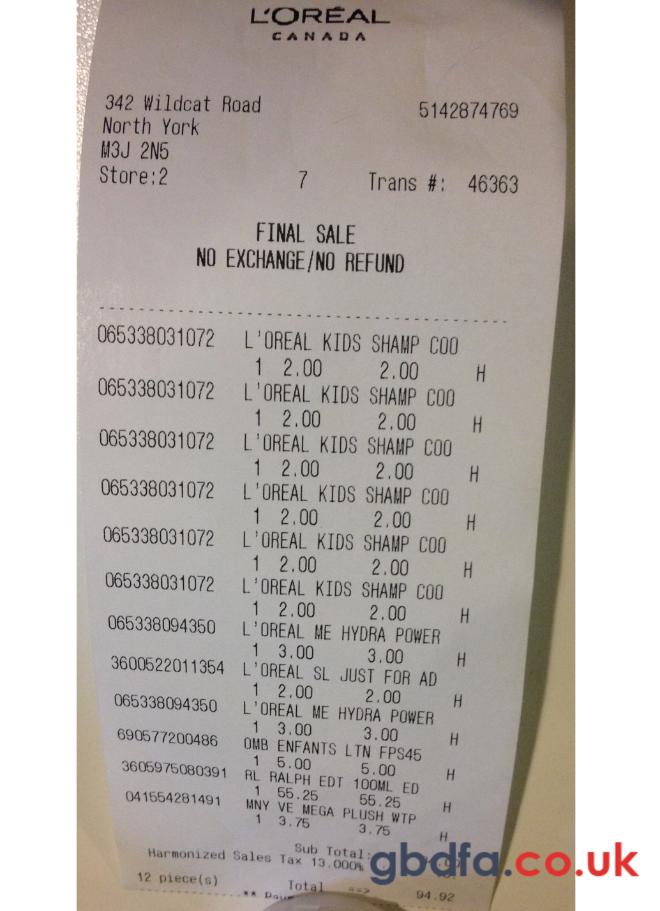 L'ORÉAL
CANADA
342 Wildcat Road 5142874769
North York
M3J 2N5
Store:2 7 Trans #: 46363
FINAL SALE
NO EXCHANGE/NO REFUND
065338031072 L'OREAL KIDS SHAMP COO
1 2.00 2.00 H
065338031072 L'OREAL KIDS SHAMP COO
1 2.00 2.00 H
065338031072 L'OREAL KIDS SHAMP COO
1 2.00 2.00 H
065338031072 L'OREAL KIDS SHAMP COO
1 2.00 2.00 H
065338031072 L'OREAL KIDS SHAMP COO
1 2.00 2.00 H
065338031072 L'OREAL KIDS SHAMP COO
1 2.00 2.00 H
065338094350 L'OREAL ME HYDRA POWER
1 3.00 3.00 H
3600522011354 L'OREAL SL JUST FOR AD
1 2.00 2.00 H
065338094350 L'OREAL ME HYDRA POWER
1 3.00 3.00 H
690577200486 OMB ENFANTS LTN FPS45
1 5.00 5.00 H
3605975080391 RL RALPH EDT 100ML ED
1 55.25 55.25 H
041554281491 MNY VE MEGA PLUSH WTP
1 3.75 3.75 H
Sub Total:
Harmonized Sales Tax 13.000%
12 piece(s) Total ==> 94.92
gbdfa.co.uk